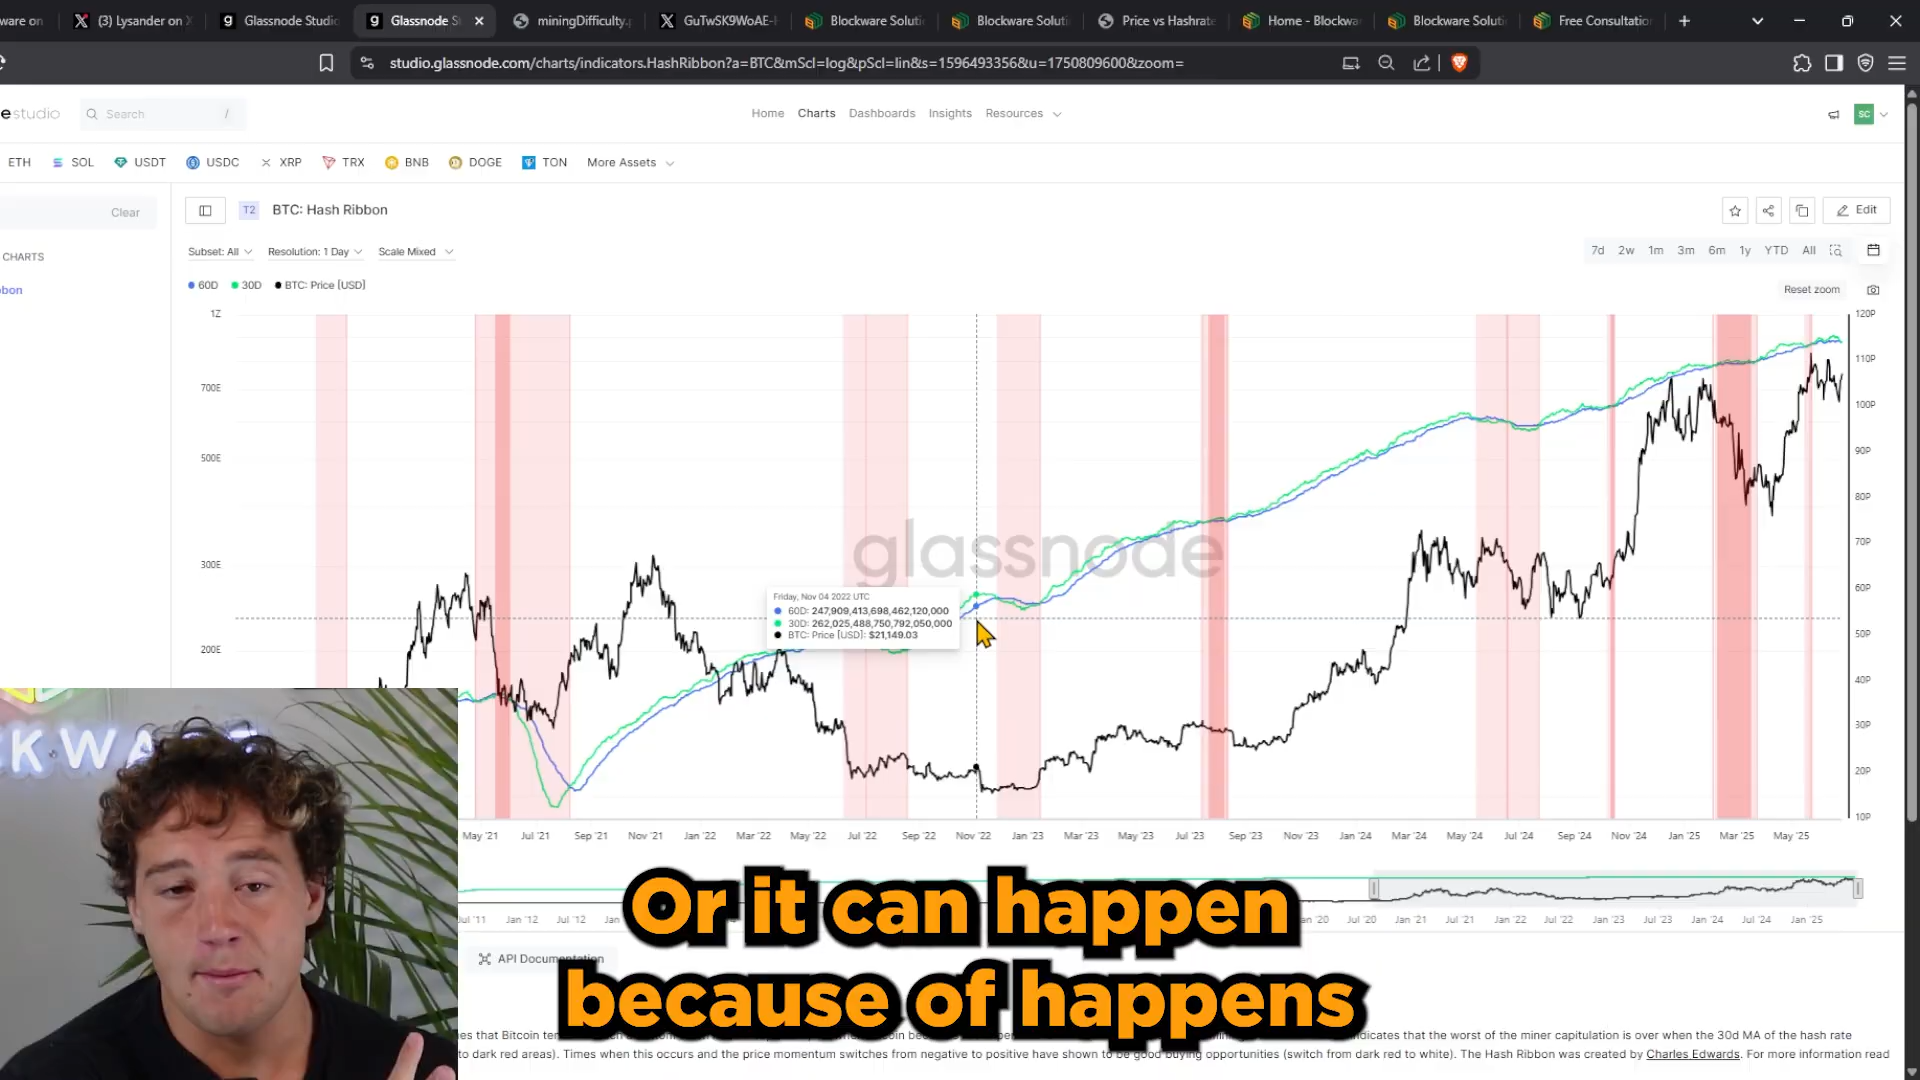 are on
(3) Lysander on X
Glassnode Studio
Glassnode S
miningDifficulty.p
GuTwSK9WoAE-H
Blockware Soluti
Blockware Soluti
Price vs Hashrate
Home - Blockwa
Blockware Soluti
Free Consultation
studio.glassnode.com/charts/indicators.HashRibbon?a=BTC&mScl=log&pScl=lin&s=1596493356&u=1750809600&zoom=
e studio
Search /
Home Charts Dashboards Insights Resources
SC
ETH SOL USDT USDC XRP TRX BNB DOGE TON More Assets
Clear
T2 BTC: Hash Ribbon
Edit
CHARTS
bon
Subset: All Resolution: 1 Day Scale Mixed
7d 2w 1m 3m 6m 1y YTD All
60D 30D BTC: Price [USD]
Reset zoom
1Z
700E
500E
300E
200E
120P
110P
100P
90P
80P
70P
60P
50P
40P
30P
20P
10P
glassnode
Friday, Nov 04 2022 UTC
60D: 247,909,413,698,462,120,000
30D: 262,025,488,750,792,050,000
BTC: Price [USD]: $21,149.03
May '21 Jul '21 Sep '21 Nov '21 Jan '22 Mar '22 May '22 Jul '22 Sep '22 Nov '22 Jan '23 Mar '23 May '23 Jul '23 Sep '23 Nov '23 Jan '24 Mar '24 May '24 Jul '24 Sep '24 Nov '24 Jan '25 Mar '25 May '25
Jul '11 Jan '12 Jul '12 '20 Jul '20 Jan '21 Jul '21 Jan '22 Jul '22 Jan '23 Jul '23 Jan '24 Jul '24 Jan '25
CKWA
Or it can happen
because of happens
API Documentation
es that Bitcoin ten
indicates that the worst of the miner capitulation is over when the 30d MA of the hash rate
to dark red areas). Times when this occurs and the price momentum switches from negative to positive have shown to be good buying opportunities (switch from dark red to white). The Hash Ribbon was created by Charles Edwards. For more information read